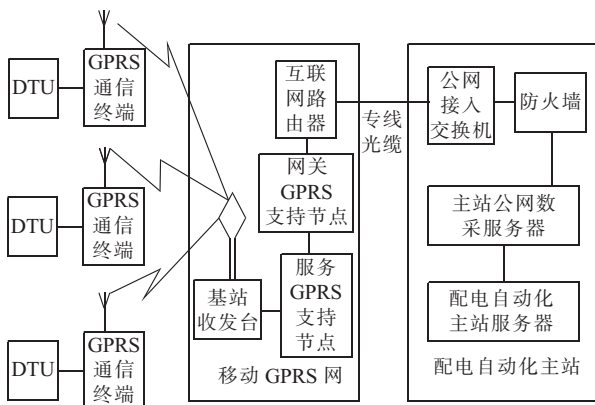 DTU
GPRS
通信
终端
DTU
GPRS
通信
终端
DTU
GPRS
通信
终端
互联
网路
由器
网关
GPRS
支持节点
服务
GPRS
支持
节点
基站
收发台
移动 GPRS 网
专线
光缆
公网
接入
交换机
防火墙
主站公网数
采服务器
配电自动化
主站服务器
配电自动化主站